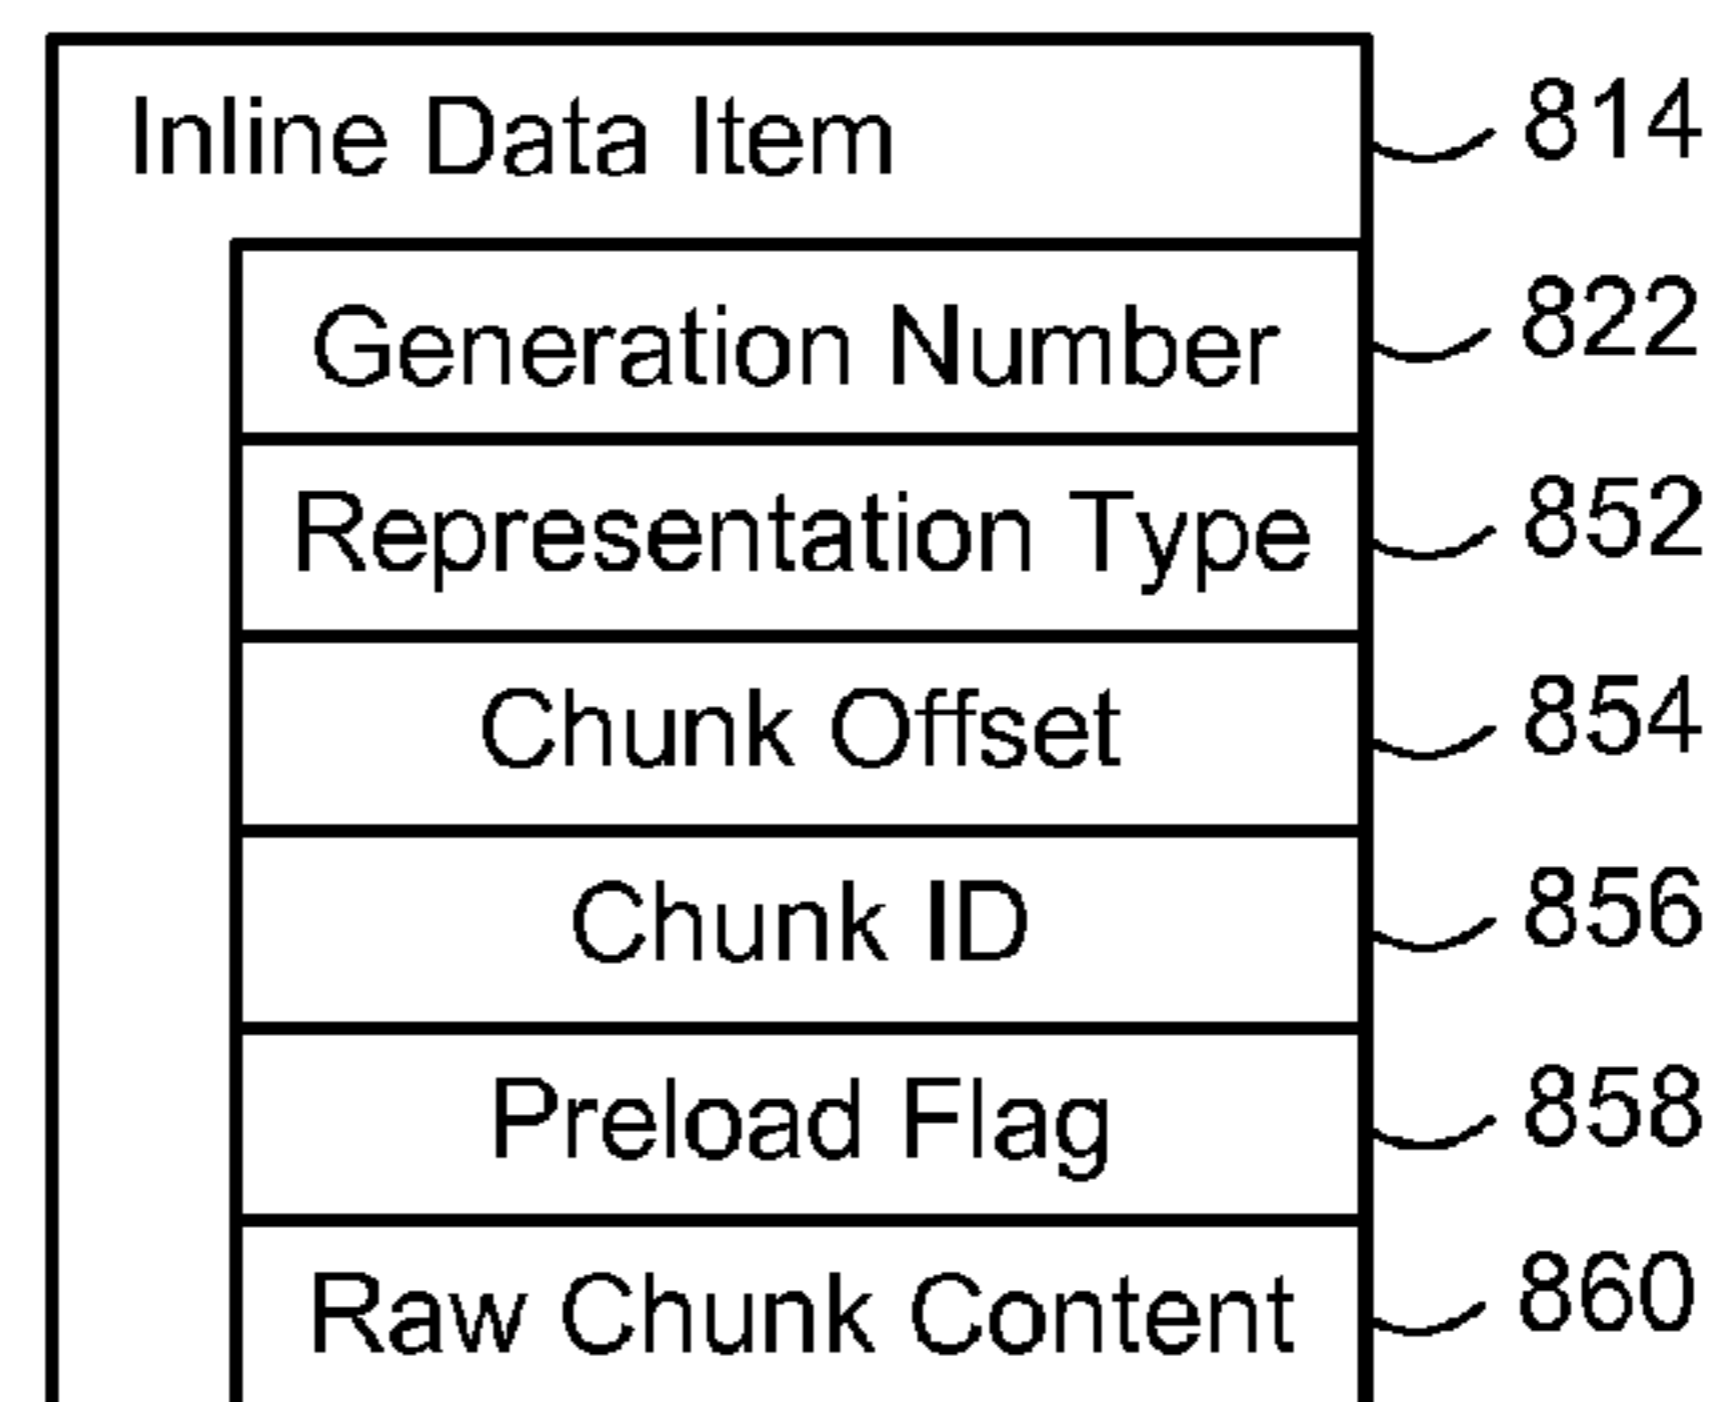 Inline Data Item 814
Generation Number 822
Representation Type 852
Chunk Offset 854
Chunk ID 856
Preload Flag 858
Raw Chunk Content 860